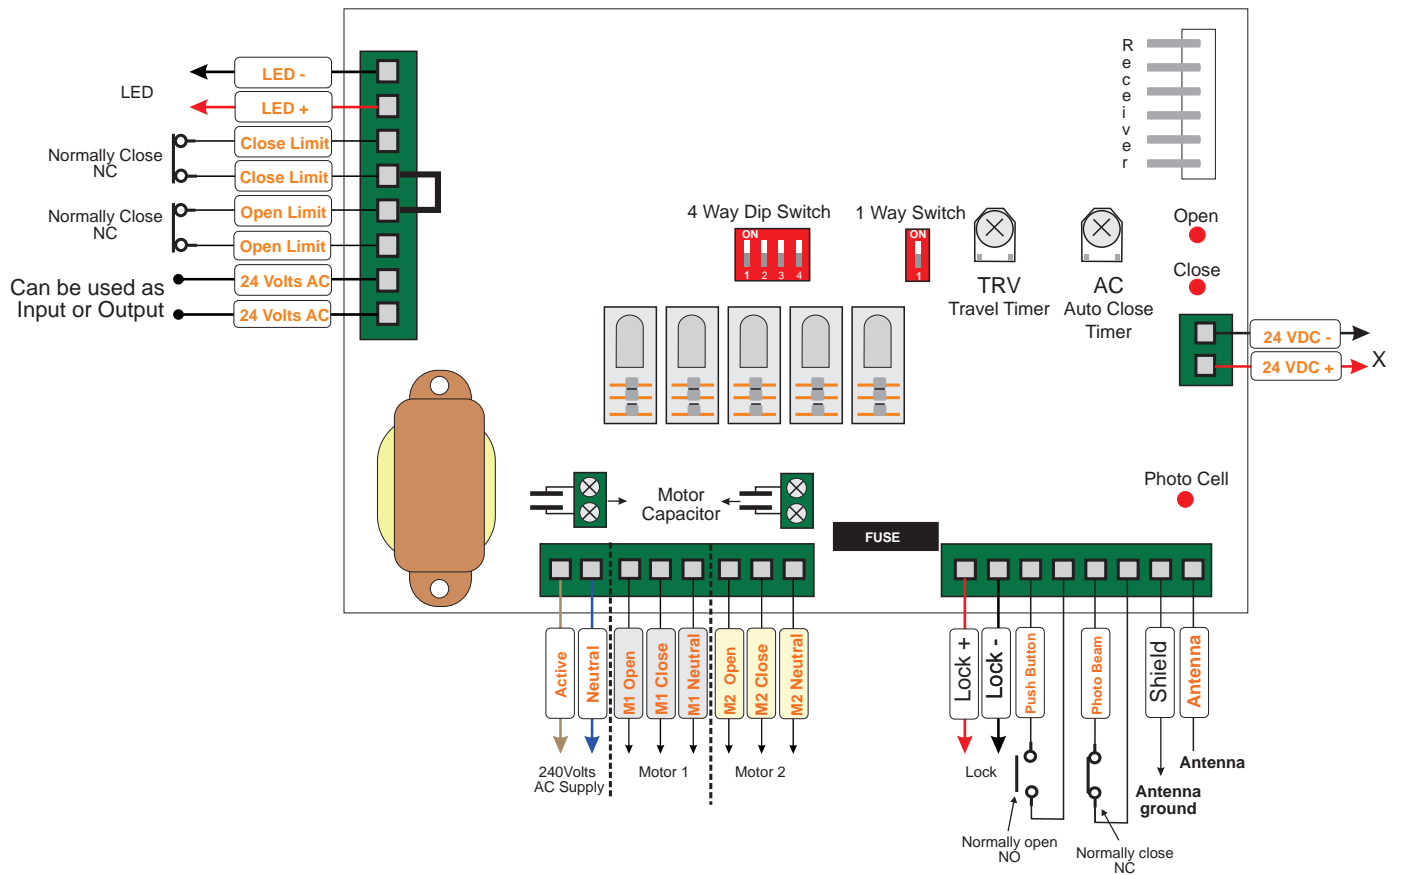 LED
LED -
LED +
Normally Close
NC
Close Limit
Close Limit
Normally Close
NC
Open Limit
Open Limit
Can be used as
Input or Output
24 Volts AC
24 Volts AC
R
e
c
e
i
v
e
r
4 Way Dip Switch
ON
1 2 3 4
1 Way Switch
ON
1
TRV
Travel Timer
AC
Auto Close
Timer
Open
Close
24 VDC -
24 VDC +
X
Photo Cell
Motor
Capacitor
FUSE
Active
Neutral
M1 Open
M1 Close
M1 Neutral
M2 Open
M2 Close
M2 Neutral
Lock +
Lock -
Push Button
Photo Beam
Shield
Antenna
240Volts
AC Supply
Motor 1
Motor 2
Lock
Antenna
Antenna
ground
Normally open
NO
Normally close
NC